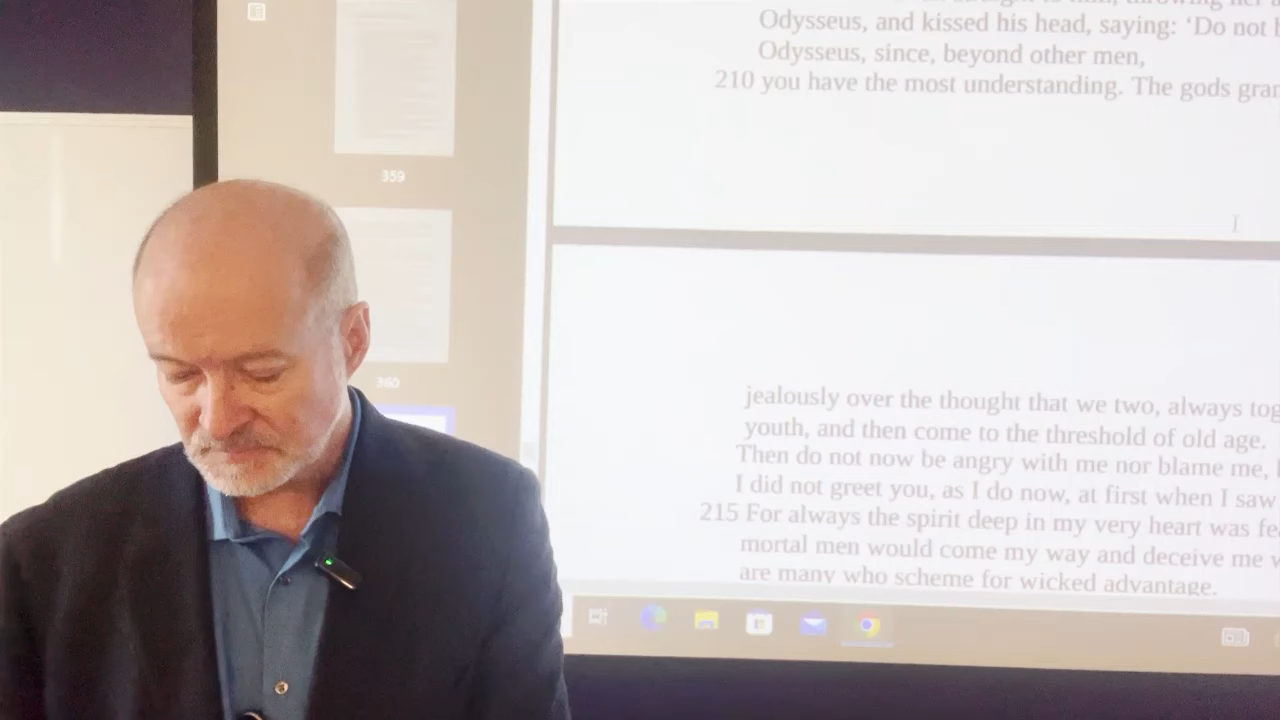 Odysseus, and kissed his head, saying: ‘Do not
Odysseus, since, beyond other men,
210 you have the most understanding. The gods
359
360
jealously over the thought that we two, always
youth, and then come to the threshold of old age.
Then do not now be angry with me nor blame me,
I did not greet you, as I do now, at first when I saw
215 For always the spirit deep in my very heart was
mortal men would come my way and deceive me
are many who scheme for wicked advantage.